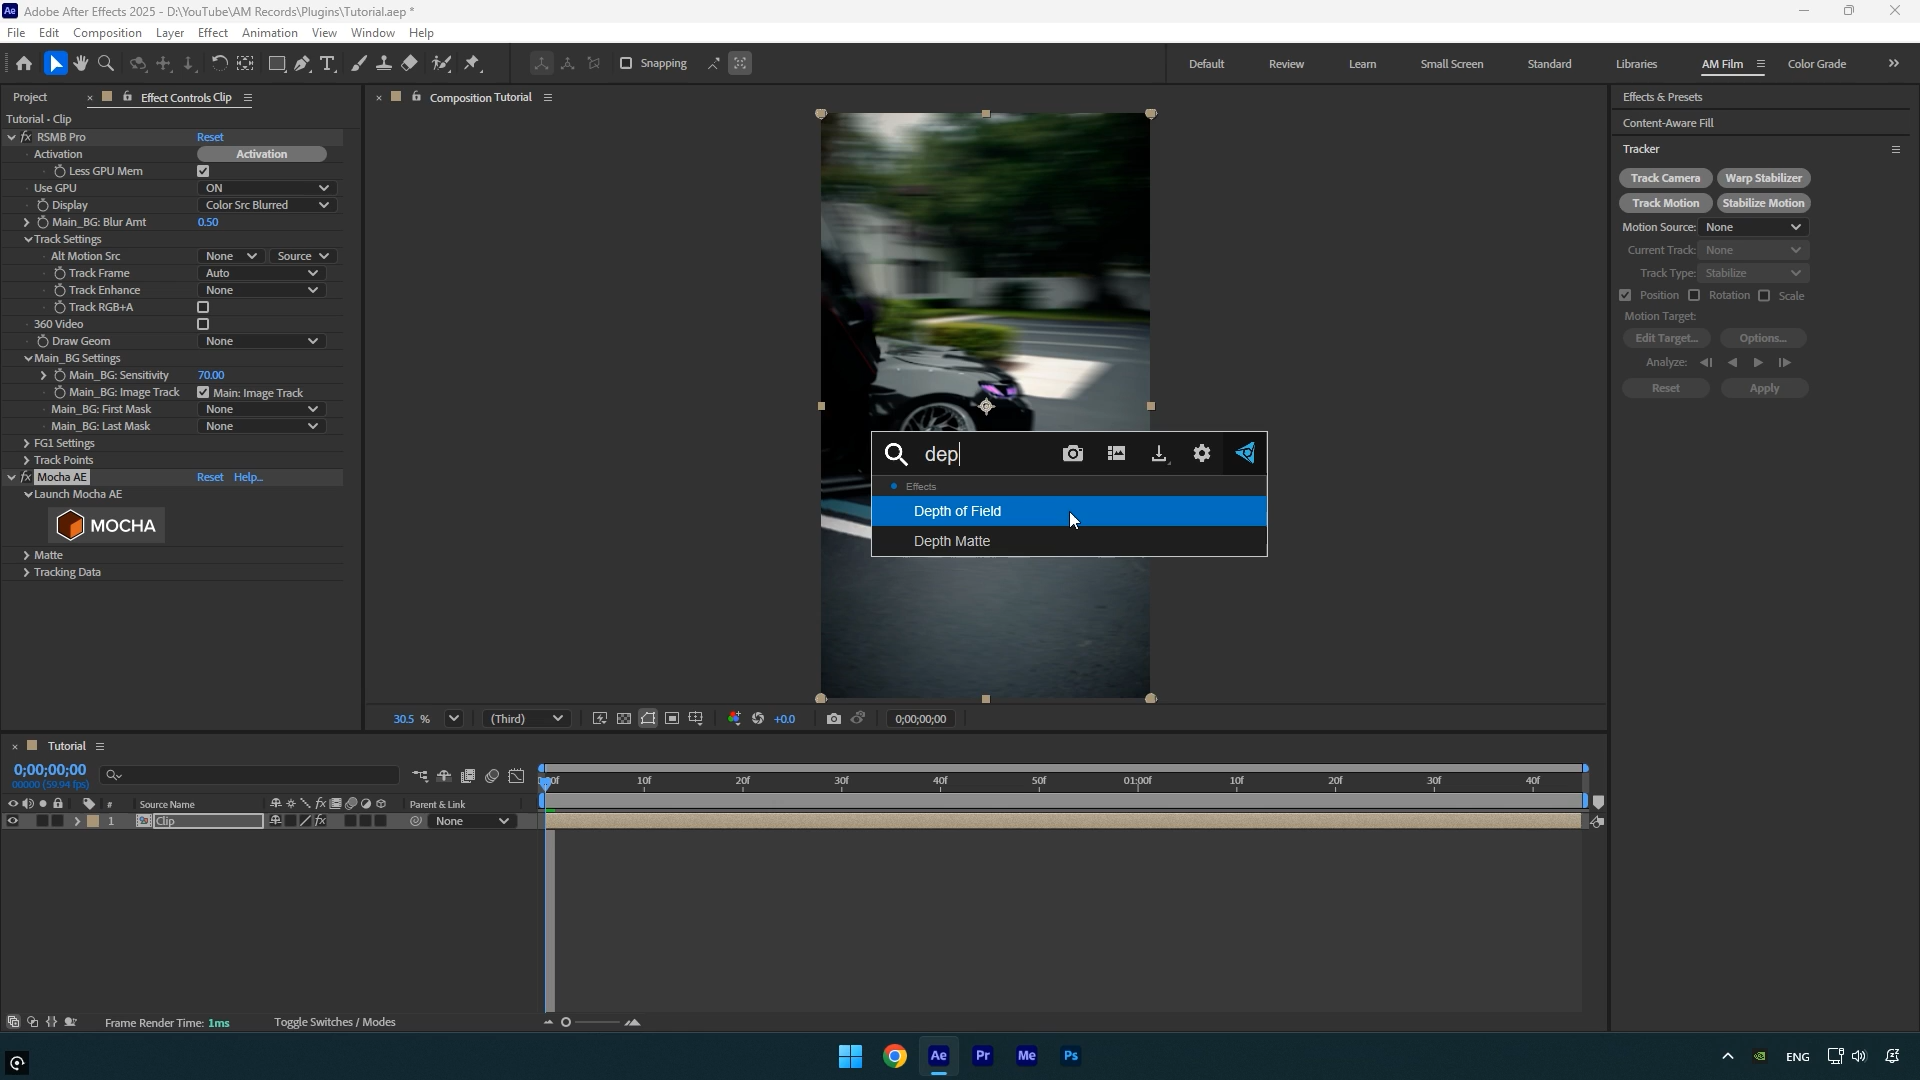 Adobe After Effects 2025 - D:\YouTube\AM Records\Plugins\Tutorial.aep *
File Edit Composition Layer Effect Animation View Window Help
Snapping
Default Review Learn Small Screen Standard Libraries AM Film Color Grade
Project
Effect Controls Clip
Tutorial • Clip
RSMB Pro Reset
Activation Activation
Less GPU Mem
Use GPU ON
Display Color Src Blurred
Main_BG: Blur Amt 0.50
Track Settings
Alt Motion Src None Source
Track Frame Auto
Track Enhance None
Track RGB+A
360 Video
Draw Geom None
Main_BG Settings
Main_BG: Sensitivity 70.00
Main_BG: Image Track Main: Image Track
Main_BG: First Mask None
Main_BG: Last Mask None
FG1 Settings
Track Points
Mocha AE Reset Help...
Launch Mocha AE
MOCHA
Matte
Tracking Data
Composition Tutorial
dep
Effects
Depth of Field
Depth Matte
30.5 % (Third) +0.0 0;00;00;00
Effects & Presets
Content-Aware Fill
Tracker
Track Camera Warp Stabilizer
Track Motion Stabilize Motion
Motion Source: None
Current Track: None
Track Type: Stabilize
Position Rotation Scale
Motion Target:
Edit Target... Options...
Analyze:
Reset Apply
Tutorial
0;00;00;00
00000 (59.94 fps)
10f 20f 30f 40f 50f 01:00f 10f 20f 30f 40f
# Source Name Parent & Link
1 Clip None
Frame Render Time: 1ms Toggle Switches / Modes
Ae Pr Me Ps
ENG